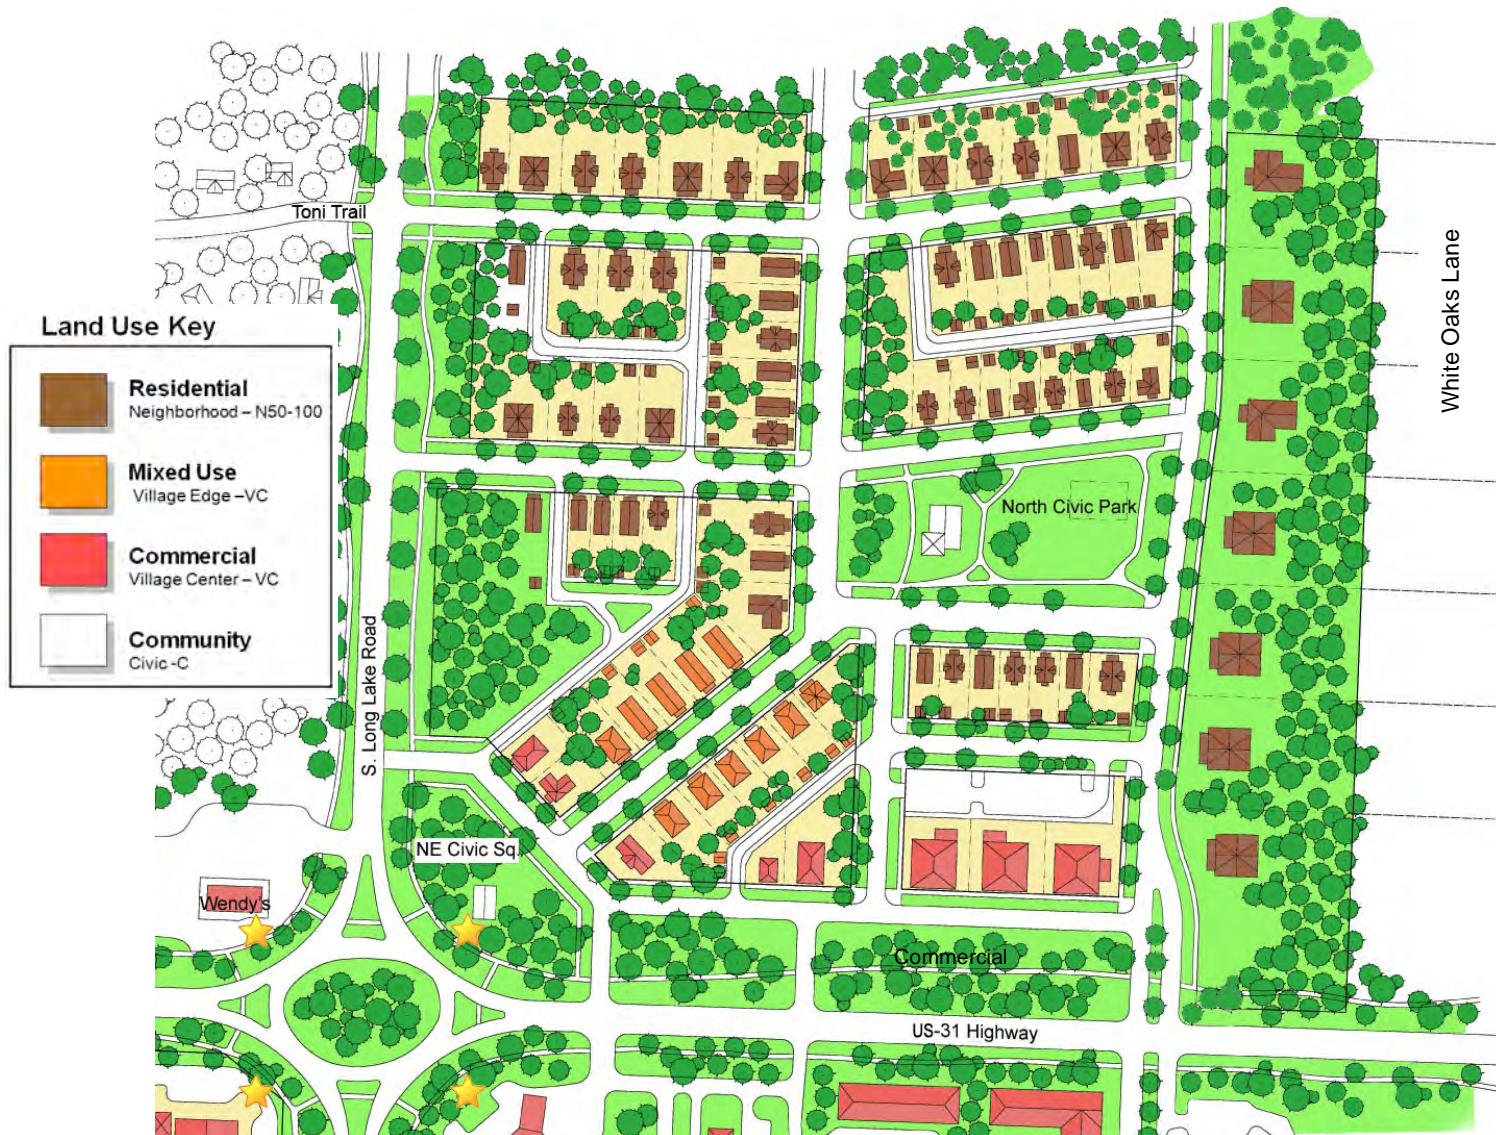 Toni Trail
White Oaks Lane
Land Use Key
Residential
Neighborhood – N50-100
Mixed Use
Village Edge –VC
Commercial
Village Center – VC
Community
Civic -C
North Civic Park
S. Long Lake Road
NE Civic Sq.
Wendy's
Commercial
US-31 Highway